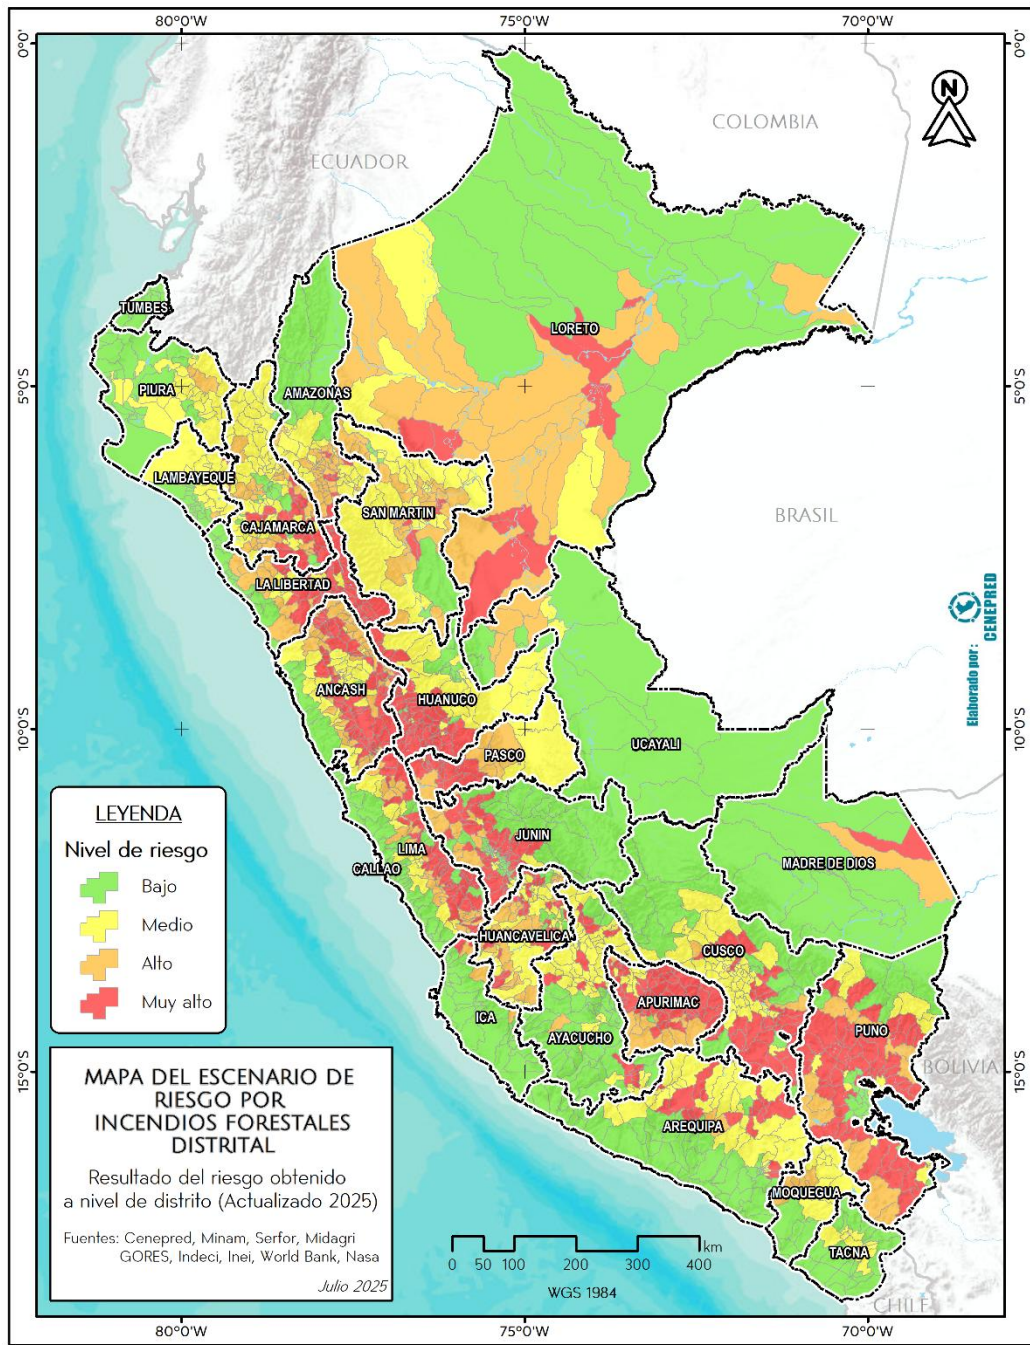 80°0'W
75°0'W
70°0'W
0°0'
0°0'
COLOMBIA
ECUADOR
TUMBES
LORETO
5°S
5°0'S
PIURA
AMAZONAS
LAMBAYEQUE
SAN MARTIN
CAJAMARCA
BRASIL
LA LIBERTAD
ANCASH
HUANUCO
Elaborado por:
CENEPRED
10°0'S
10°0'S
PASCO
UCAYALI
LEYENDA
Nivel de riesgo
Bajo
Medio
Alto
Muy alto
JUNIN
LIMA
CALLAO
MADRE DE DIOS
HUANCAVELICA
CUSCO
APURIMAC
ICA
AYACUCHO
PUNO
15°0'S
15°0'S
BOLIVIA
MAPA DEL ESCENARIO DE
RIESGO POR
INCENDIOS FORESTALES
DISTRITAL
Resultado del riesgo obtenido
a nivel de distrito (Actualizado 2025)
Fuentes: Cenepred, Minam, Serfor, Midagri
GORES, Indeci, Inei, World Bank, Nasa
Julio 2025
AREQUIPA
MOQUEGUA
TACNA
km
0 50 100 200 300 400
WGS 1984
CHILE
80°0'W
75°0'W
70°0'W
N